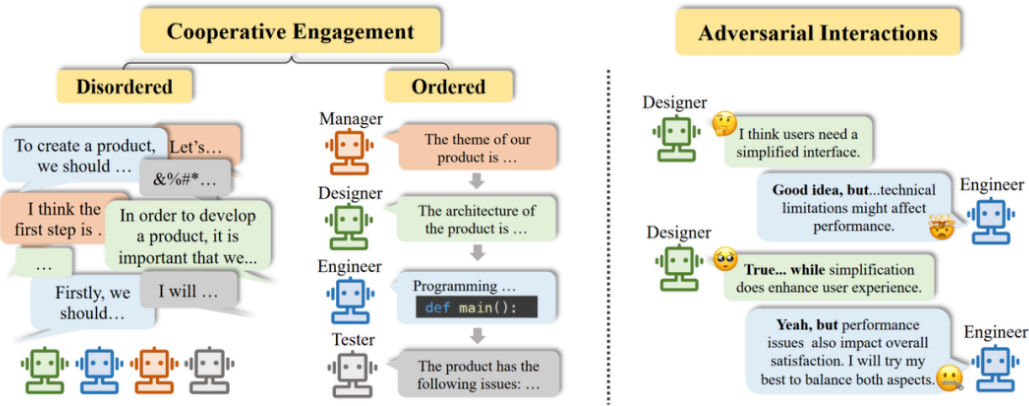 Cooperative Engagement
Disordered
To create a product,
we should …
Let's…
&%#*…
I think the
first step is .
In order to develop
a product, it is
important that we...
…
Firstly, we
should…
I will …
Ordered
Manager
The theme of our
product is …
Designer
The architecture of
the product is …
Engineer
Programming …
def main():
Tester
The product has the
following issues: …
Adversarial Interactions
Designer
I think users need a
simplified interface.
Engineer
Good idea, but...technical
limitations might affect
performance.
Designer
True... while simplification
does enhance user experience.
Engineer
Yeah, but performance
issues also impact overall
satisfaction. I will try my
best to balance both aspects.